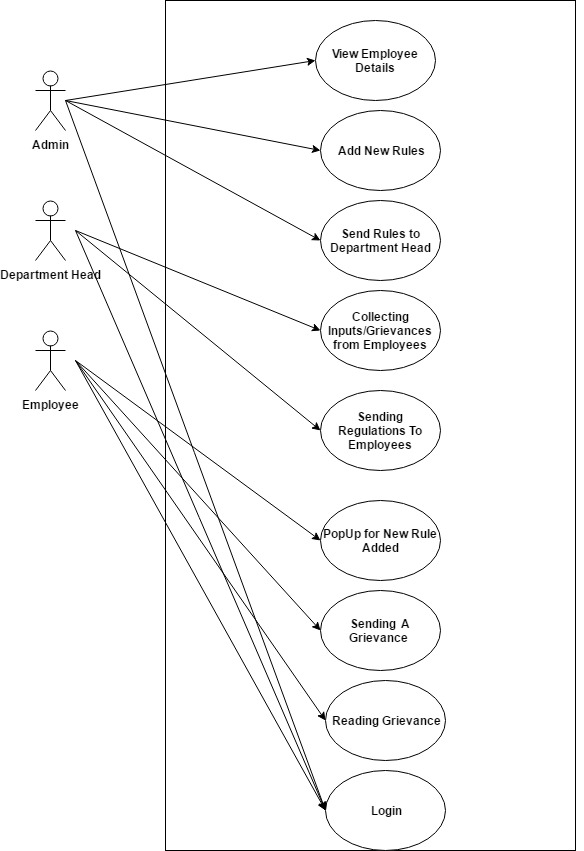 Admin
Department Head
Employee
View Employee
Details
Add New Rules
Send Rules to
Department Head
Collecting
Inputs/Grievances
from Employees
Sending
Regulations To
Employees
PopUp for New Rule
Added
Sending A
Grievance
Reading Grievance
Login